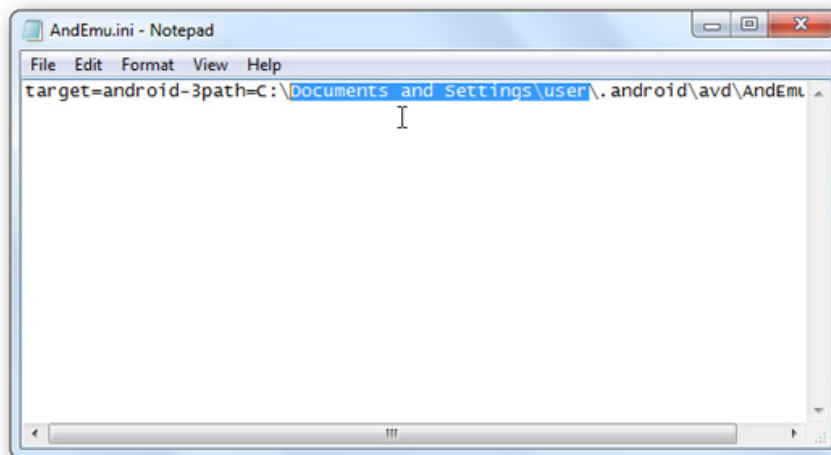 AndEmu.ini - Notepad
File Edit Format View Help
target=android-3path=C:\Documents and Settings\user\.android\avd\AndEmu